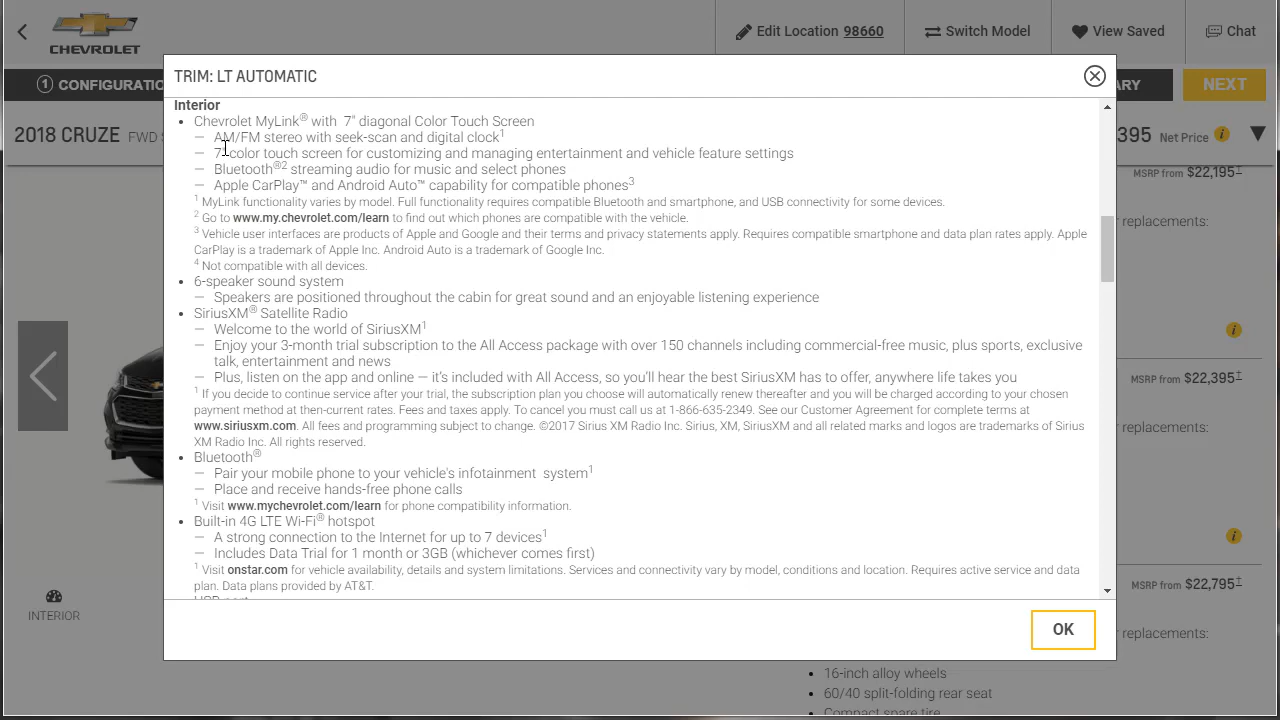 CHEVROLET
Edit Location 98660
Switch Model
View Saved
Chat
1 CONFIGURATIO
ARY
NEXT
2018 CRUZE FWD S
395 Net Price
TRIM: LT AUTOMATIC
Interior
• Chevrolet MyLink® with 7" diagonal Color Touch Screen
— AM/FM stereo with seek-scan and digital clock1
— 7-color touch screen for customizing and managing entertainment and vehicle feature settings
— Bluetooth®2 streaming audio for music and select phones
— Apple CarPlay™ and Android Auto™ capability for compatible phones3
1 MyLink functionality varies by model. Full functionality requires compatible Bluetooth and smartphone, and USB connectivity for some devices.
2 Go to www.my.chevrolet.com/learn to find out which phones are compatible with the vehicle.
3 Vehicle user interfaces are products of Apple and Google and their terms and privacy statements apply. Requires compatible smartphone and data plan rates apply. Apple
CarPlay is a trademark of Apple Inc. Android Auto is a trademark of Google Inc.
4 Not compatible with all devices.
• 6-speaker sound system
— Speakers are positioned throughout the cabin for great sound and an enjoyable listening experience
• SiriusXM® Satellite Radio
— Welcome to the world of SiriusXM1
— Enjoy your 3-month trial subscription to the All Access package with over 150 channels including commercial-free music, plus sports, exclusive
talk, entertainment and news
— Plus, listen on the app and online — it's included with All Access, so you'll hear the best SiriusXM has to offer, anywhere life takes you
1 If you decide to continue service after your trial, the subscription plan you choose will automatically renew thereafter and you will be charged according to your chosen
payment method at then-current rates. Fees and taxes apply. To cancel you must call us at 1-866-635-2349. See our Customer Agreement for complete terms at
www.siriusxm.com. All fees and programming subject to change. ©2017 Sirius XM Radio Inc. Sirius, XM, SiriusXM and all related marks and logos are trademarks of Sirius
XM Radio Inc. All rights reserved.
• Bluetooth®
— Pair your mobile phone to your vehicle's infotainment system1
— Place and receive hands-free phone calls
1 Visit www.mychevrolet.com/learn for phone compatibility information.
• Built-in 4G LTE Wi-Fi® hotspot
— A strong connection to the Internet for up to 7 devices1
— Includes Data Trial for 1 month or 3GB (whichever comes first)
1 Visit onstar.com for vehicle availability, details and system limitations. Services and connectivity vary by model, conditions and location. Requires active service and data
plan. Data plans provided by AT&T.
OK
MSRP from $22,195‡
replacements:
MSRP from $22,395‡
replacements:
MSRP from $22,795‡
replacements:
• 16-inch alloy wheels
• 60/40 split-folding rear seat
• Compact spare tire
INTERIOR